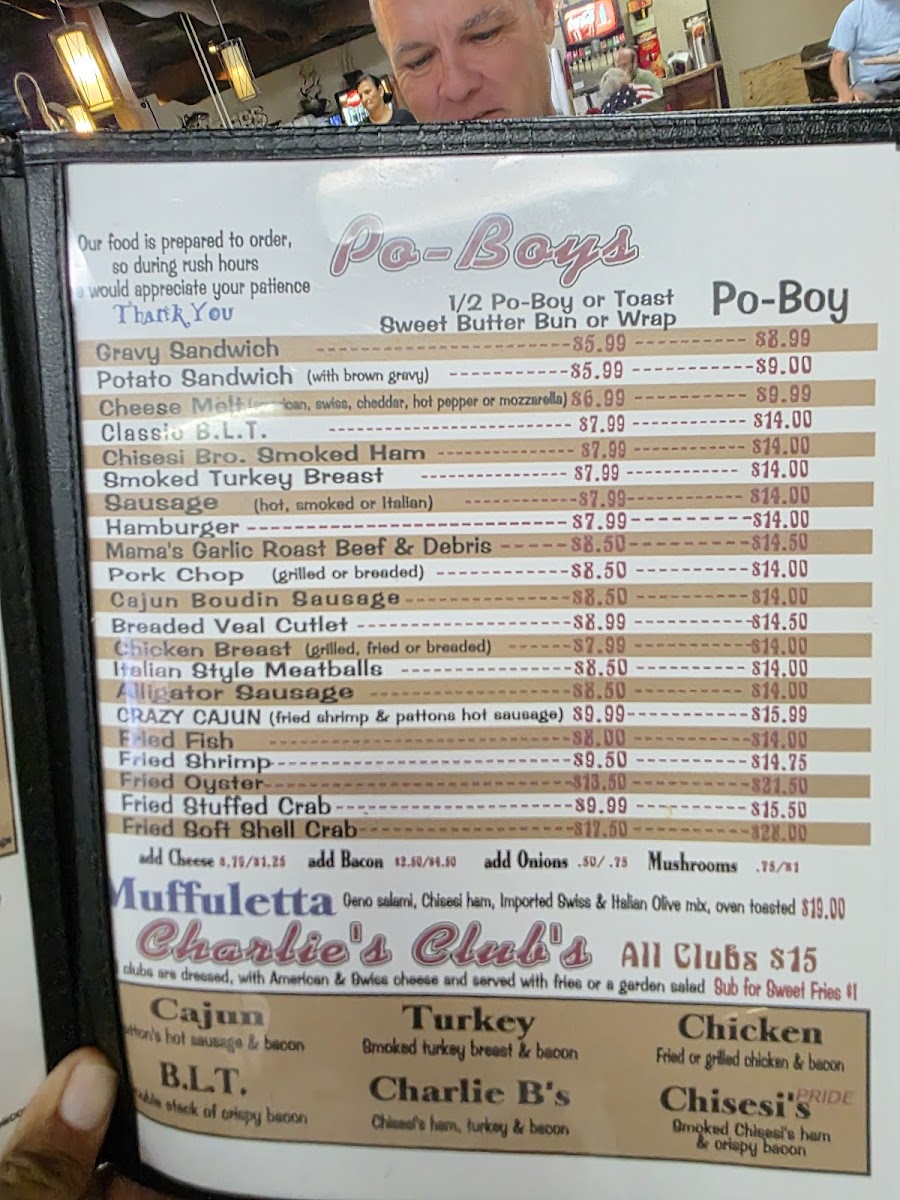 Our food is prepared to order,
so during rush hours
would appreciate your patience
Thank You
Po-Boys
1/2 Po-Boy or Toast
Sweet Butter Bun or Wrap
Po-Boy
Gravy Sandwich ---------- $5.99 ---------- $8.99
Potato Sandwich (with brown gravy) ---------- $5.99 ---------- $9.00
Cheese Melt (american, swiss, cheddar, hot pepper or mozzarella) $6.99 ---------- $9.99
Classic B.L.T. ---------- $7.99 ---------- $14.00
Chisesi Bro. Smoked Ham ---------- $7.99 ---------- $14.00
Smoked Turkey Breast ---------- $7.99 ---------- $14.00
Sausage (hot, smoked or Italian) ---------- $7.99 ---------- $14.00
Hamburger ---------- $7.99 ---------- $14.00
Mama's Garlic Roast Beef & Debris ----- $8.50 ---------- $14.50
Pork Chop (grilled or breaded) ---------- $8.50 ---------- $14.00
Cajun Boudin Sausage ---------- $8.50 ---------- $14.00
Breaded Veal Cutlet ---------- $8.99 ---------- $14.50
Chicken Breast (grilled, fried or breaded) ----- $7.99 ---------- $14.00
Italian Style Meatballs ---------- $8.50 ---------- $14.00
Alligator Sausage ---------- $8.50 ---------- $14.00
CRAZY CAJUN (fried shrimp & pattons hot sausage) $9.99 ---------- $15.99
Fried Fish ---------- $8.00 ---------- $14.00
Fried Shrimp ---------- $9.50 ---------- $14.75
Fried Oyster ---------- $13.50 ---------- $21.50
Fried Stuffed Crab ---------- $9.99 ---------- $15.50
Fried Soft Shell Crab ---------- $17.50 ---------- $28.00
add Cheese $.75/$1.25 add Bacon $2.50/$4.50 add Onions .50/.75 Mushrooms .75/$1
Muffuletta Geno salami, Chisesi ham, Imported Swiss & Italian Olive mix, oven toasted $19.00
Charlie's Club's All Clubs $15
clubs are dressed, with American & Swiss cheese and served with fries or a garden salad Sub for Sweet Fries $1
Cajun
hot sausage & bacon
Turkey
Smoked turkey breast & bacon
Chicken
Fried or grilled chicken & bacon
B.L.T.
stack of crispy bacon
Charlie B's
Chisesi's ham, turkey & bacon
Chisesi's PRIDE
Smoked Chisesi's ham
& crispy bacon